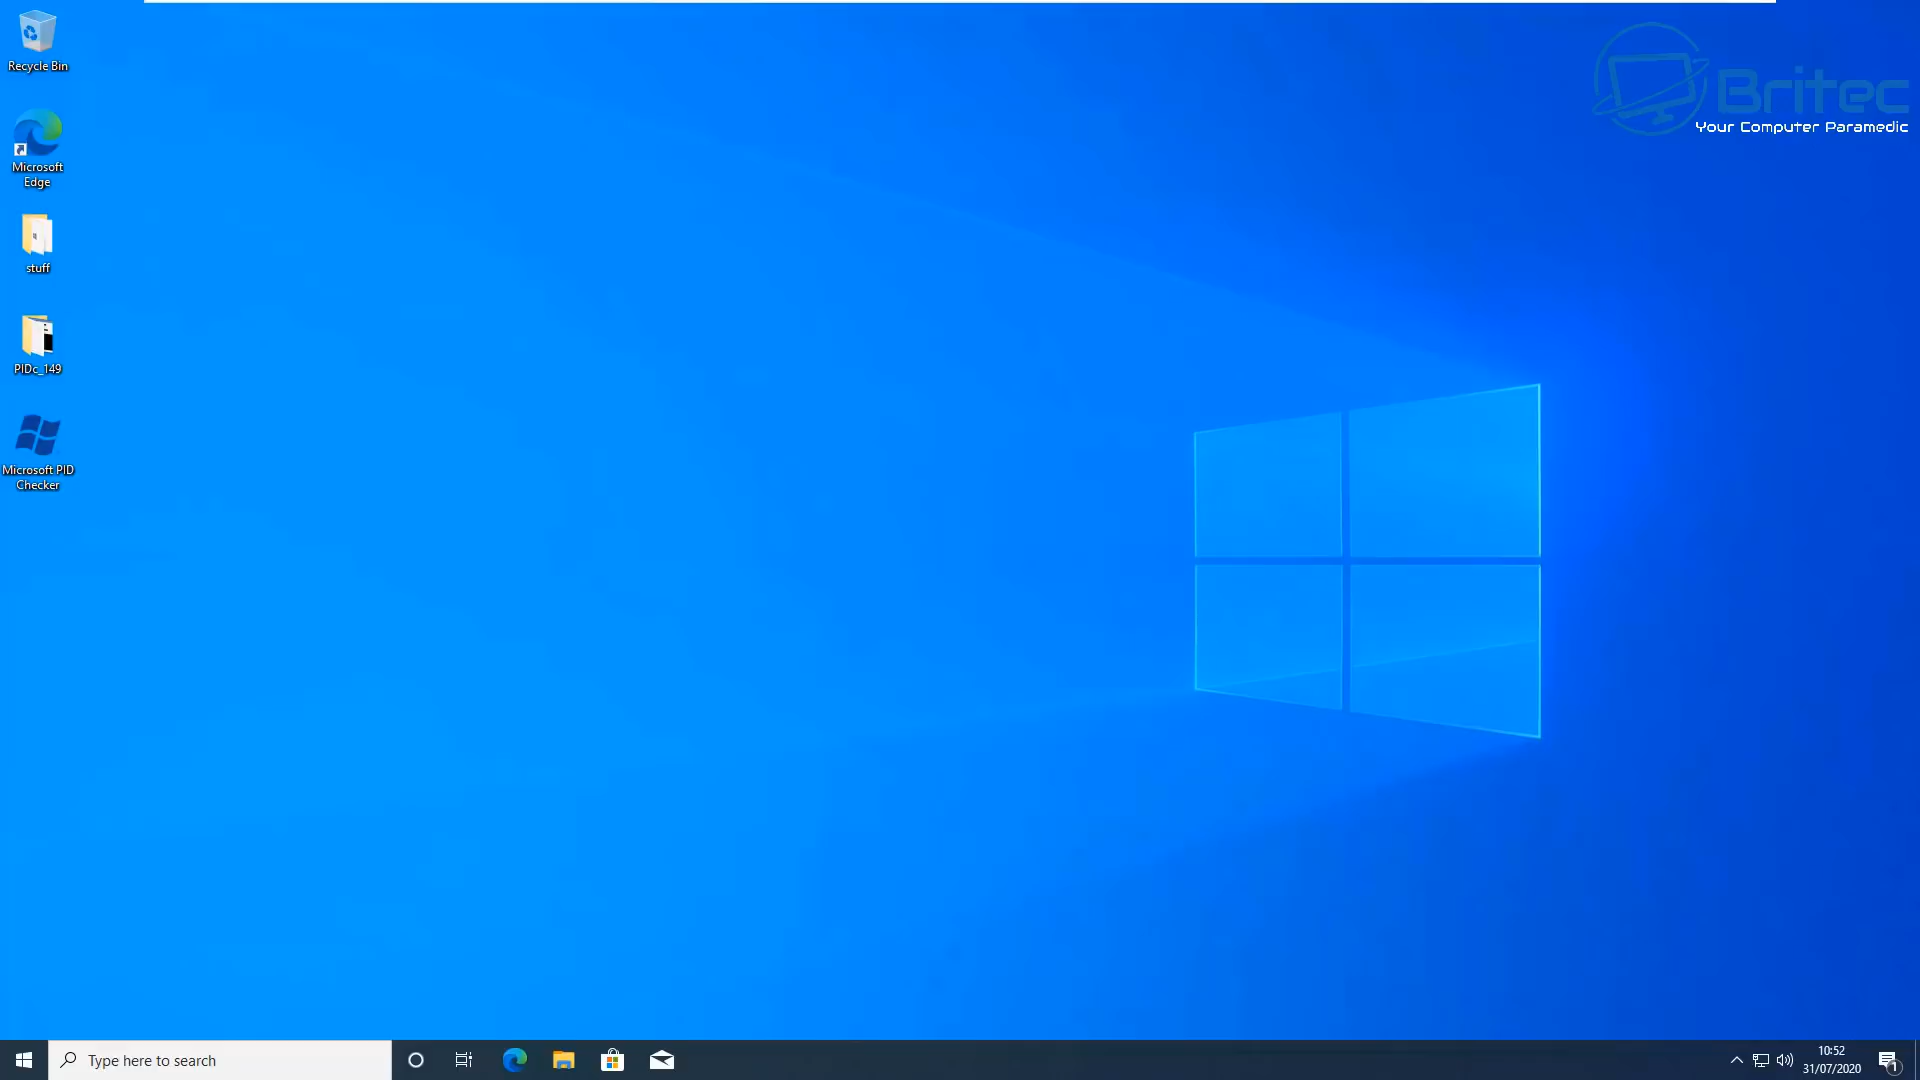 Recycle Bin
Britec
Your Computer Paramedic
Microsoft
Edge
stuff
PIDc_149
Microsoft PID
Checker
Type here to search
10:52
31/07/2020
1